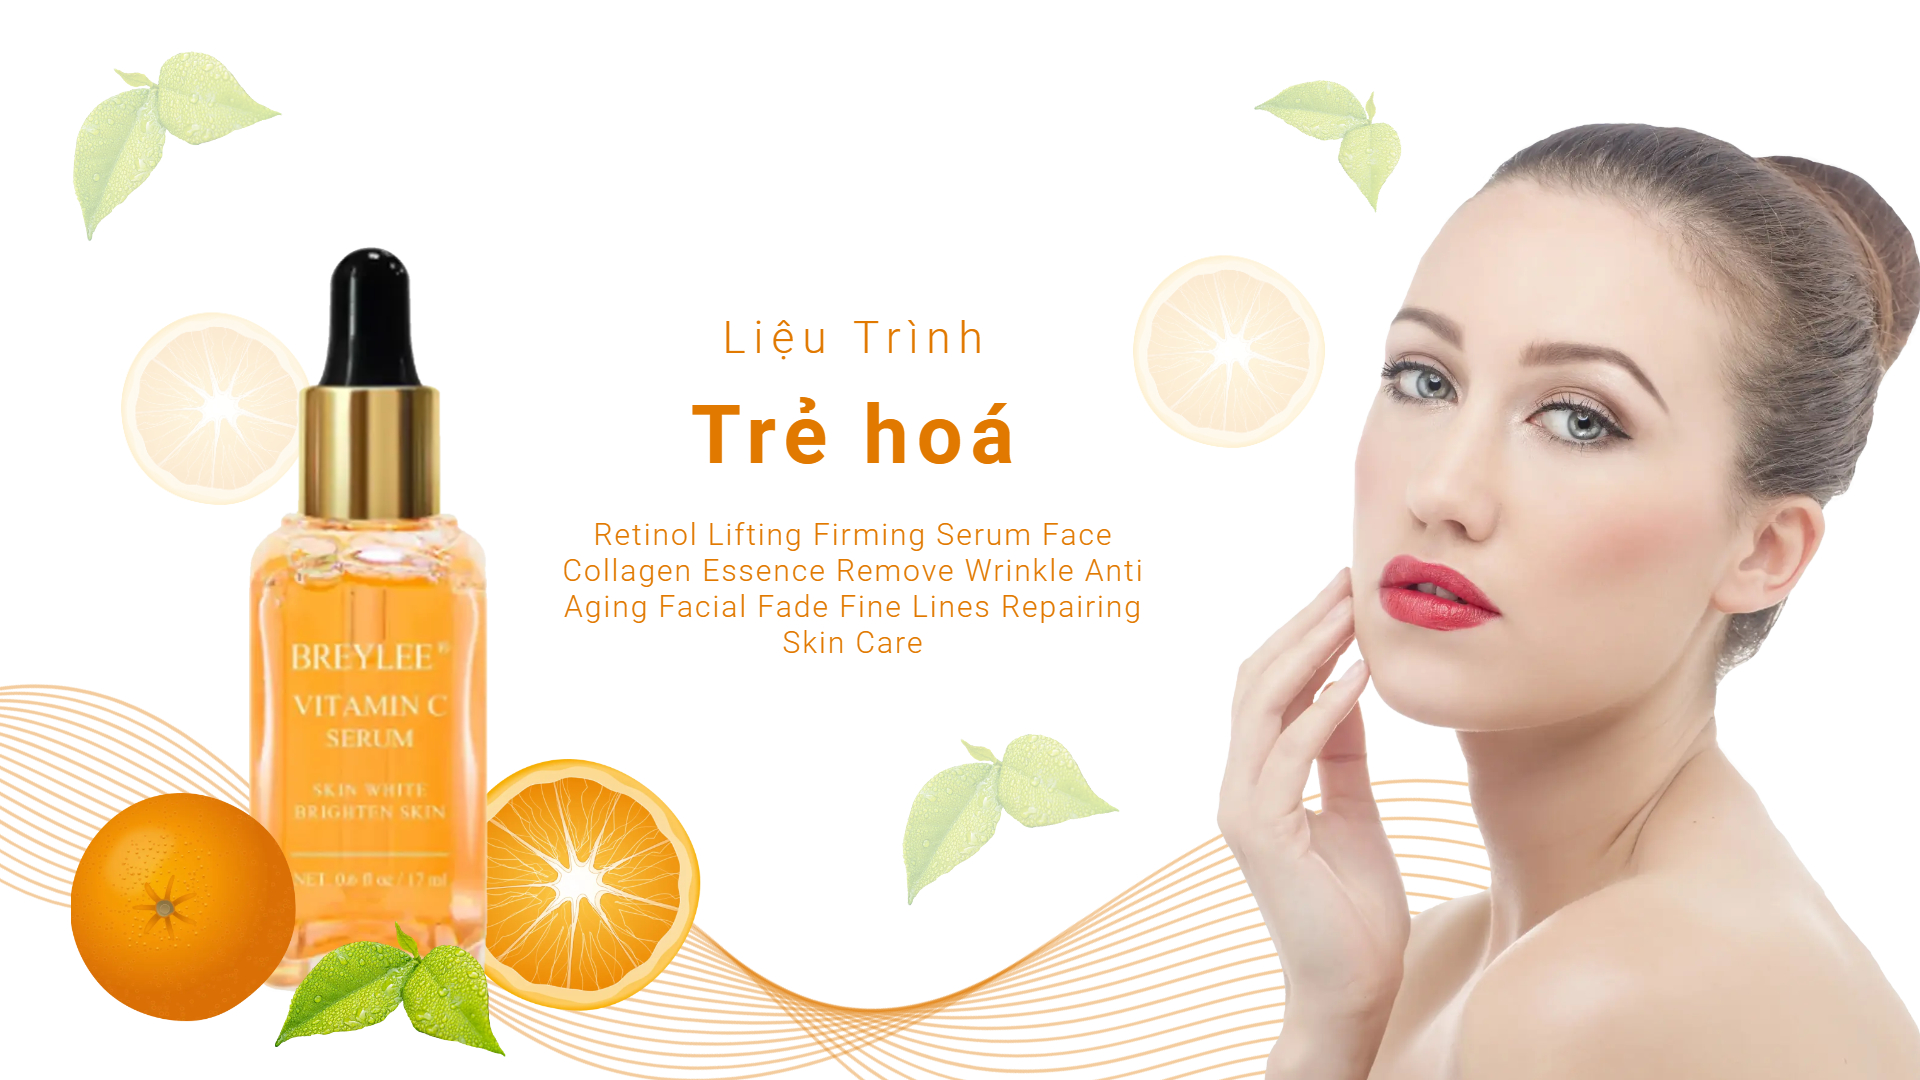 Liệu Trình
Trẻ hoá
Retinol Lifting Firming Serum Face
Collagen Essence Remove Wrinkle Anti
Aging Facial Fade Fine Lines Repairing
Skin Care
BREYLEE®
VITAMIN C
SERUM
SKIN WHITE
BRIGHTEN SKIN
NET 0.6 fl oz / 17 ml